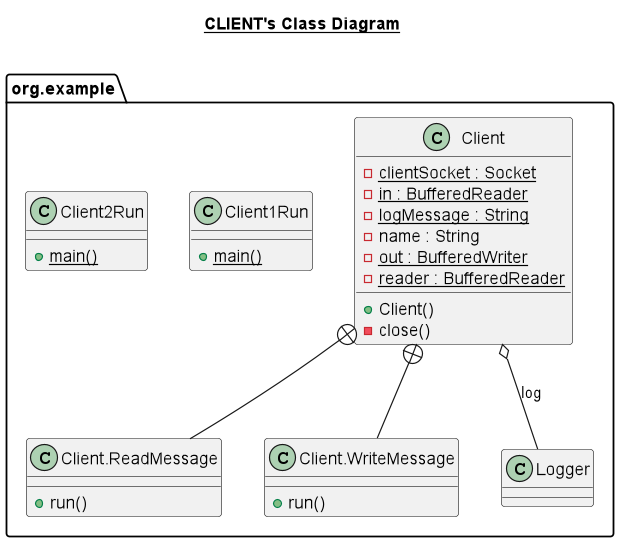 CLIENT's Class Diagram
org.example
C Client
clientSocket : Socket
in : BufferedReader
logMessage : String
name : String
out : BufferedWriter
reader : BufferedReader
Client()
close()
C Client2Run
main()
C Client1Run
main()
log
C Client.ReadMessage
run()
C Client.WriteMessage
run()
C Logger